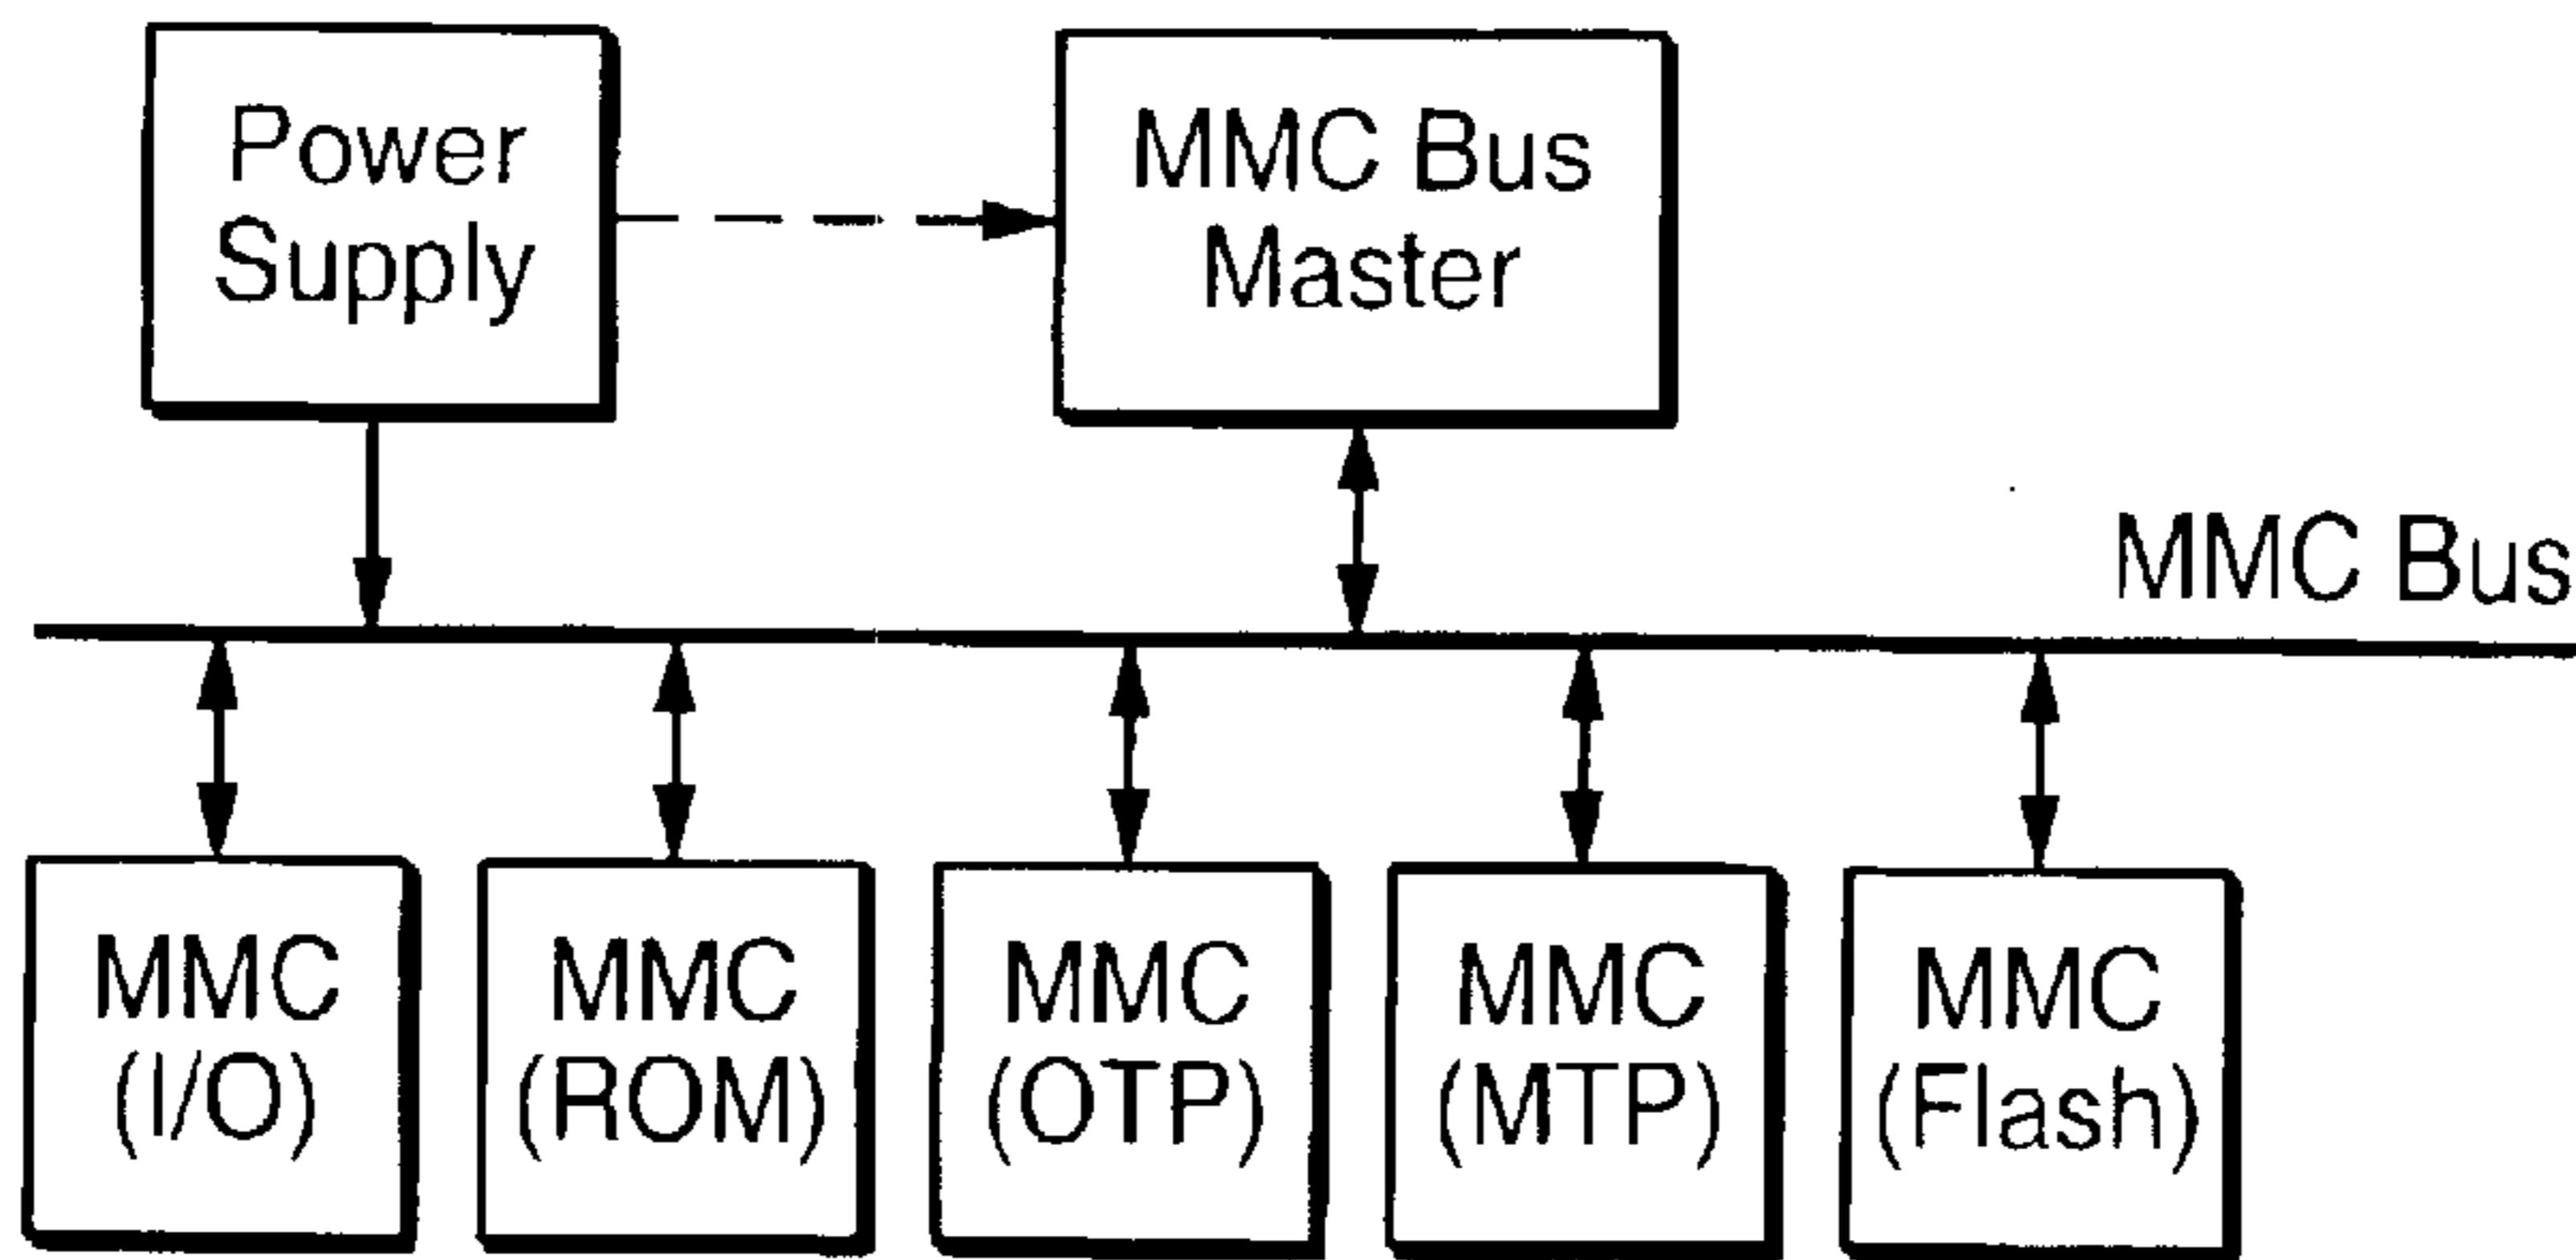 Power
Supply
MMC Bus
Master
MMC Bus
MMC
(I/O)
MMC
(ROM)
MMC
(OTP)
MMC
(MTP)
MMC
(Flash)